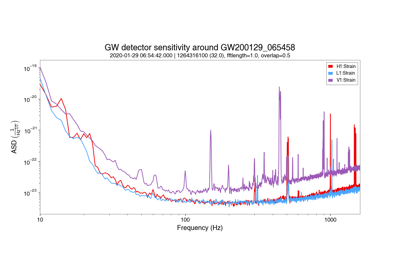 GW detector sensitivity around GW200129_065458
2020-01-29 06:54:42.000 | 1264316100 (32.0), fftlength=1.0, overlap=0.5
H1:Strain
L1:Strain
V1:Strain
10⁻¹⁹
10⁻²⁰
10⁻²¹
10⁻²²
10⁻²³
ASD
10
100
1000
Frequency (Hz)